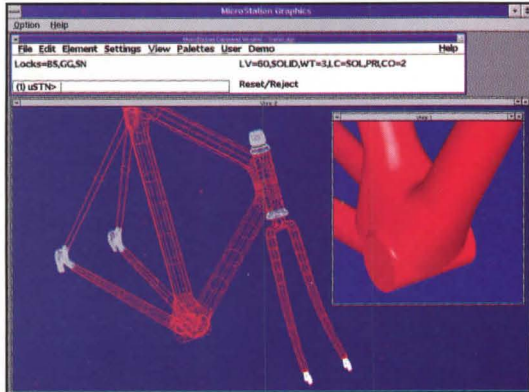 MicroStation Graphics
Option Help
File Edit Element Settings View Palettes User Demo Help
Locks=BS,GG,SN LV=60,SOLID,WT=3,LC=SOL,PRI,CO=2
(1) uSTN> Reset/Reject